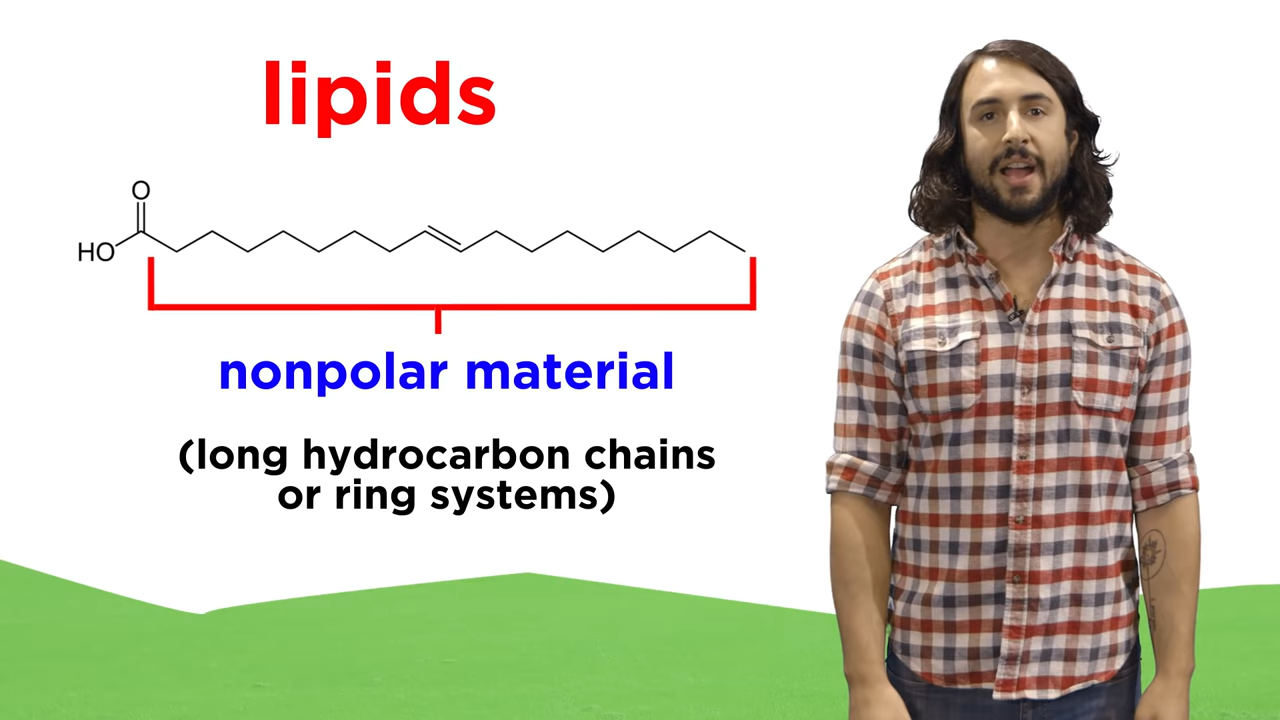 lipids
O
HO
nonpolar material
(long hydrocarbon chains
or ring systems)